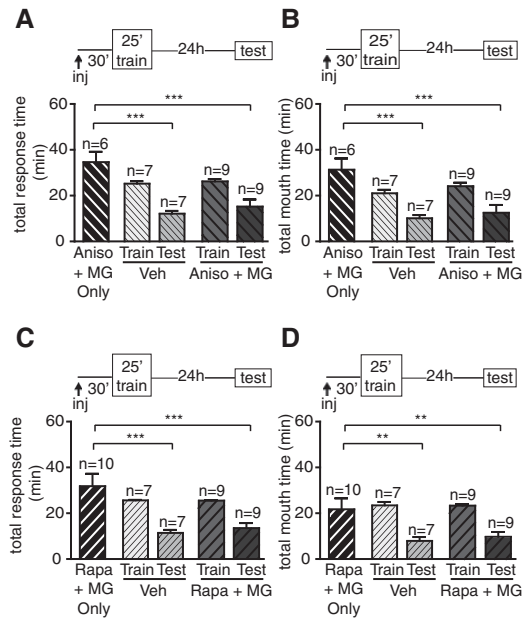 A
25’
train
30’
24h
test
inj
total response time
(min)
60
40
20
0
***
***
n=6
n=7
n=7
n=9
n=9
Aniso
+ MG
Only
Train Test
Veh
Train Test
Aniso + MG
B
25’
train
30’
24h
test
inj
total mouth time (min)
60
40
20
0
***
***
n=6
n=7
n=7
n=9
n=9
Aniso
+ MG
Only
Train Test
Veh
Train Test
Aniso + MG
C
25’
train
30’
24h
test
inj
total response time
(min)
60
40
20
0
***
***
n=10
n=7
n=7
n=9
n=9
Rapa
+ MG
Only
Train Test
Veh
Train Test
Rapa + MG
D
25’
train
30’
24h
test
inj
total mouth time (min)
60
40
20
0
**
**
n=10
n=7
n=7
n=9
n=9
Rapa
+ MG
Only
Train Test
Veh
Train Test
Rapa + MG